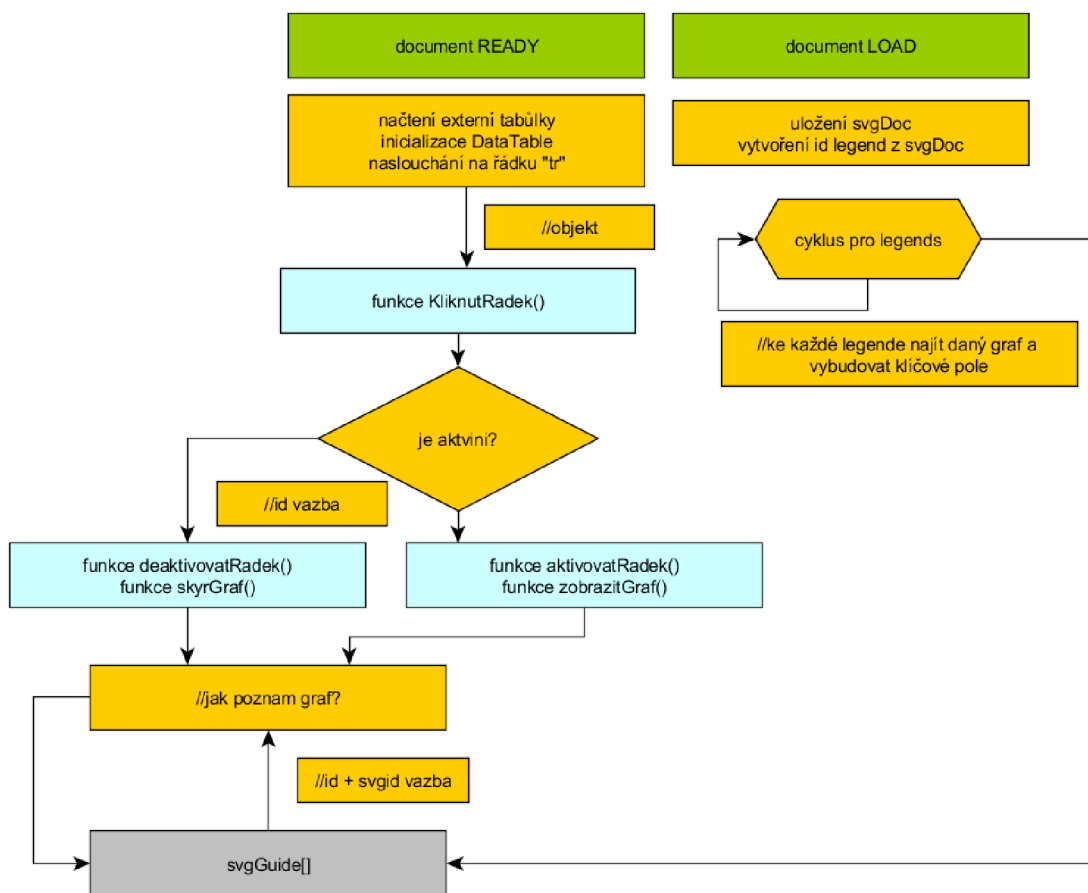 document READY
document LOAD
načtení externí tabůlky
inicializace DataTable
naslouchání na řádku "tr"
uložení svgDoc
vytvoření id legend z svgDoc
//objekt
cyklus pro legends
funkce KliknutRadek()
//ke každé legende najít daný graf a
vybudovat klíčové pole
je aktvini?
//id vazba
funkce deaktivovatRadek()
funkce skyrGraf()
funkce aktivovatRadek()
funkce zobrazitGraf()
//jak poznam graf?
//id + svgid vazba
svgGuide[]